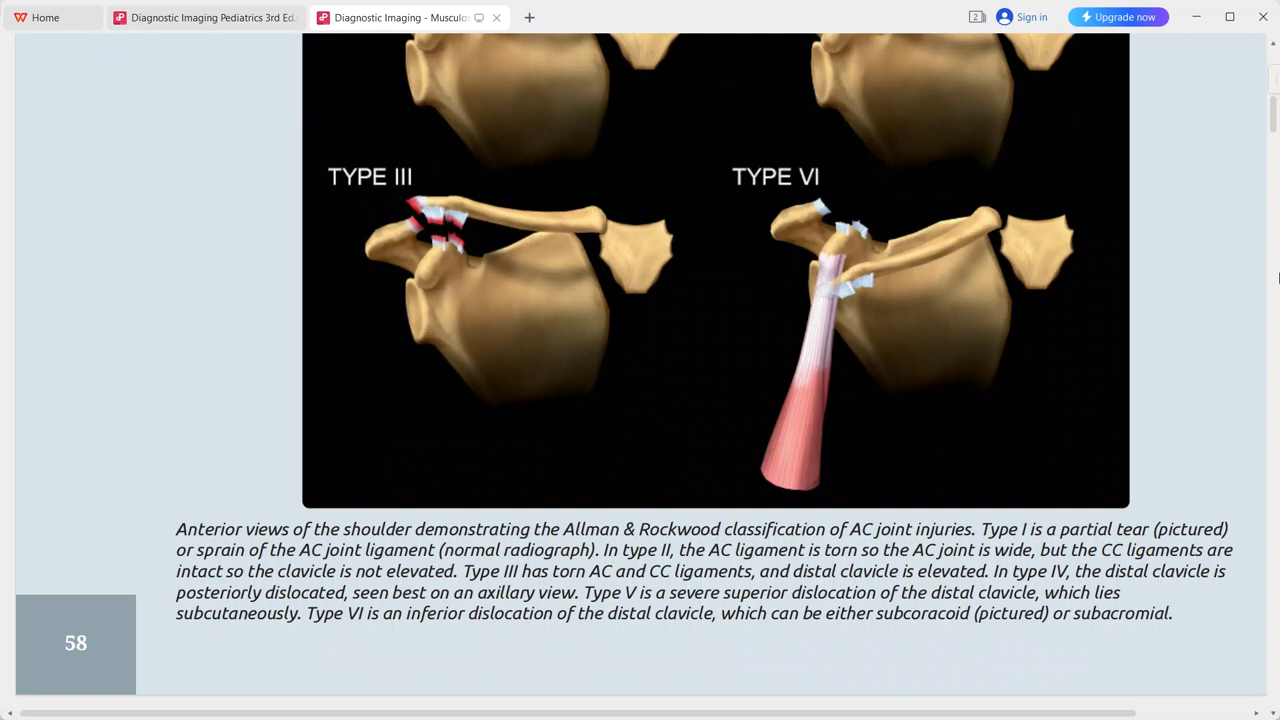 Home
Diagnostic Imaging Pediatrics 3rd Ed.
Diagnostic Imaging - Musculos
2
Sign in
Upgrade now
TYPE III
TYPE VI
Anterior views of the shoulder demonstrating the Allman & Rockwood classification of AC joint injuries. Type I is a partial tear (pictured)
or sprain of the AC joint ligament (normal radiograph). In type II, the AC ligament is torn so the AC joint is wide, but the CC ligaments are
intact so the clavicle is not elevated. Type III has torn AC and CC ligaments, and distal clavicle is elevated. In type IV, the distal clavicle is
posteriorly dislocated, seen best on an axillary view. Type V is a severe superior dislocation of the distal clavicle, which lies
subcutaneously. Type VI is an inferior dislocation of the distal clavicle, which can be either subcoracoid (pictured) or subacromial.
58